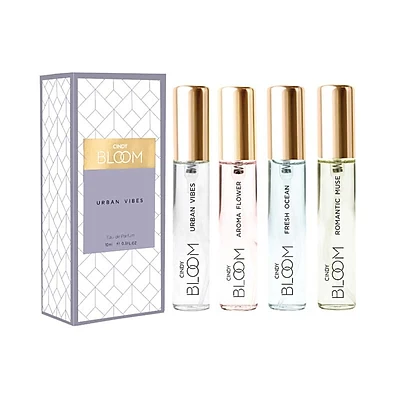 CINDY
BLOOM
URBAN VIBES
Eau de Parfum
CINDY
BLOOM
URBAN VIBES
CINDY
BLOOM
AROMA FLOWER
CINDY
BLOOM
FRESH OCEAN
CINDY
BLOOM
ROMANTIC MUSE